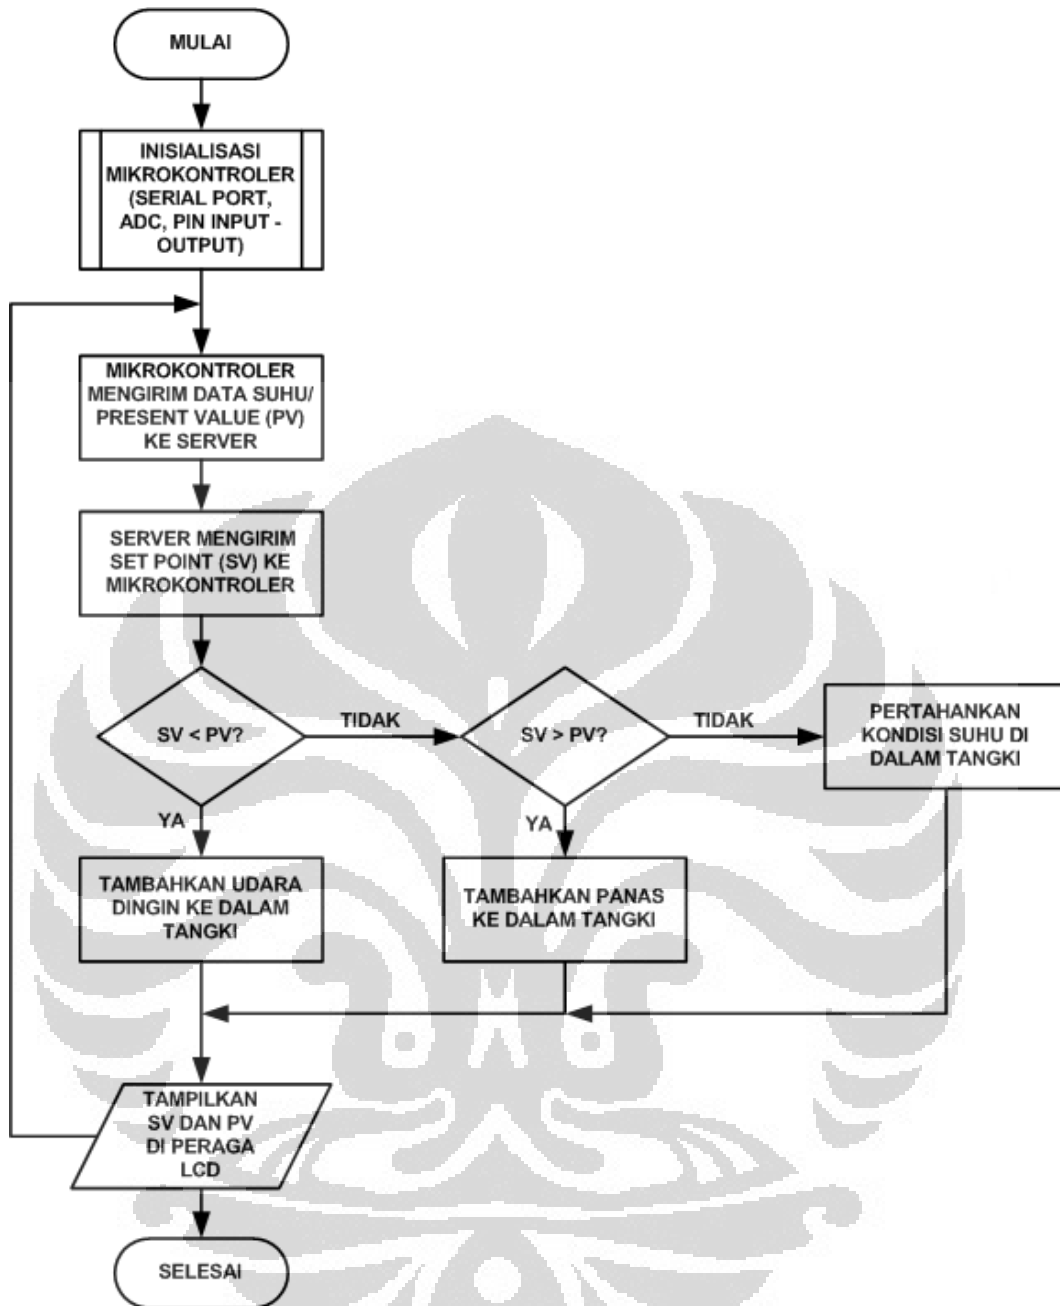 MULAI
INISIALISASI
MIKROKONTROLER
(SERIAL PORT,
ADC, PIN INPUT -
OUTPUT)
MIKROKONTROLER
MENGIRIM DATA SUHU/
PRESENT VALUE (PV)
KE SERVER
SERVER MENGIRIM
SET POINT (SV) KE
MIKROKONTROLER
SV < PV?
TIDAK
SV > PV?
TIDAK
PERTAHANKAN
KONDISI SUHU DI
DALAM TANGKI
YA
YA
TAMBAHKAN UDARA
DINGIN KE DALAM
TANGKI
TAMBAHKAN PANAS
KE DALAM TANGKI
TAMPILKAN
SV DAN PV
DI PERAGA
LCD
SELESAI